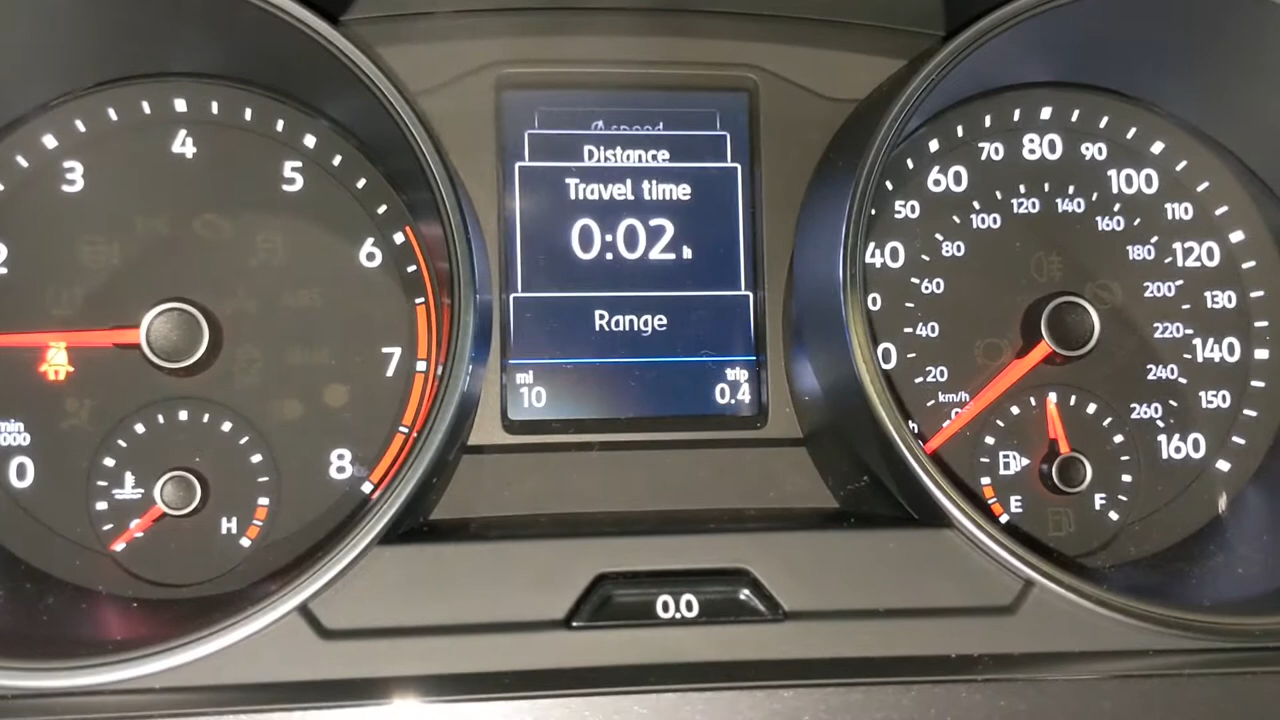 2 3 4 5 6 7 8
0
H
Distance
Travel time
0:02 h
Range
mi trip
10 0.4
0.0
40 50 60 70 80 90 100 110 120 130 140 150 160
20 40 60 80 100 120 140 160 180 200 220 240 260
km/h
E F